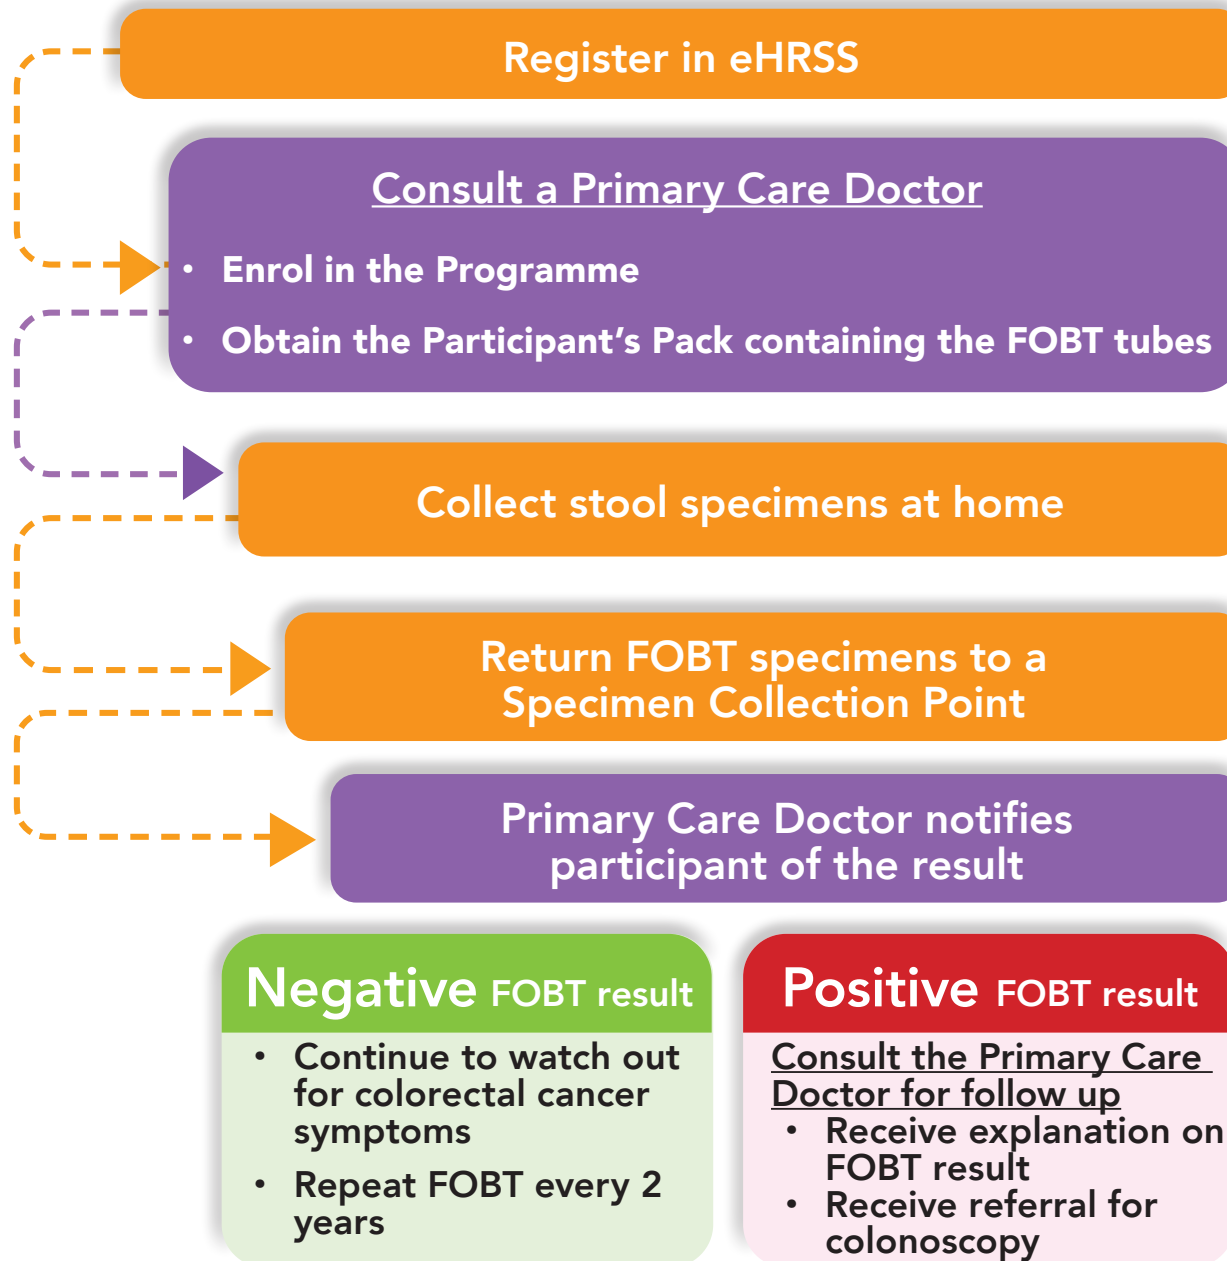 Register in eHRSS
Consult a Primary Care Doctor
• Enrol in the Programme
• Obtain the Participant’s Pack containing the FOBT tubes
Collect stool specimens at home
Return FOBT specimens to a
Specimen Collection Point
Primary Care Doctor notifies
participant of the result
Negative FOBT result
• Continue to watch out
for colorectal cancer
symptoms
• Repeat FOBT every 2
years
Positive FOBT result
Consult the Primary Care
Doctor for follow up
• Receive explanation on
FOBT result
• Receive referral for
colonoscopy